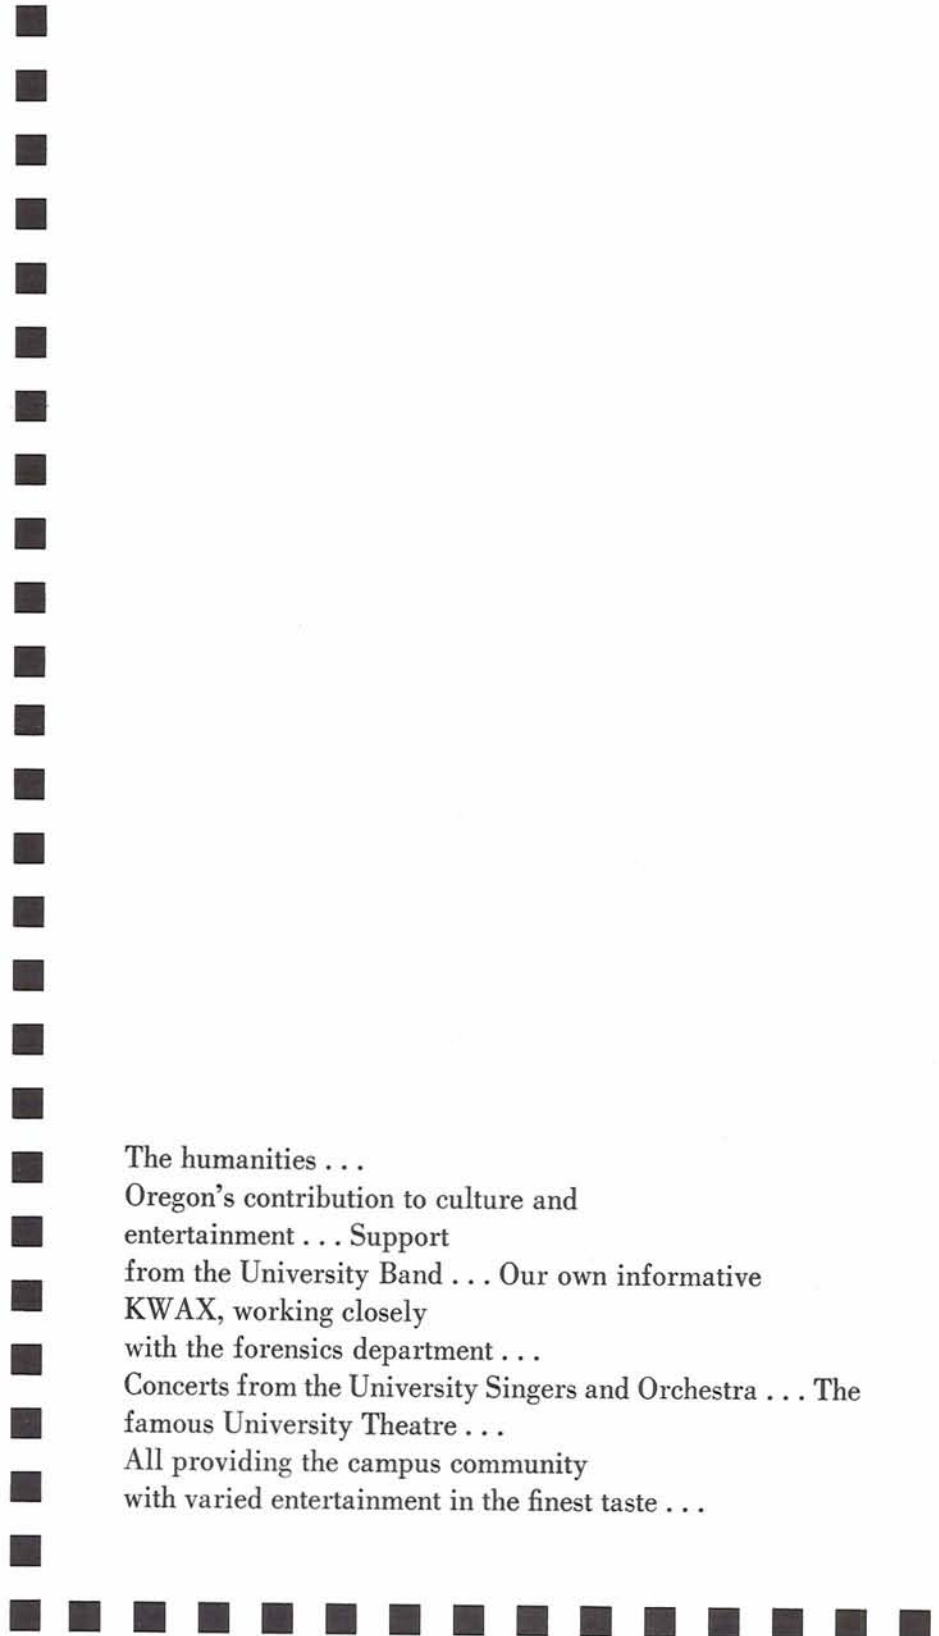 The humanities . . .
Oregon's contribution to culture and
entertainment . . . Support
from the University Band . . . Our own informative
KWAX, working closely
with the forensics department . . .
Concerts from the University Singers and Orchestra . . . The
famous University Theatre . . .
All providing the campus community
with varied entertainment in the finest taste . . .